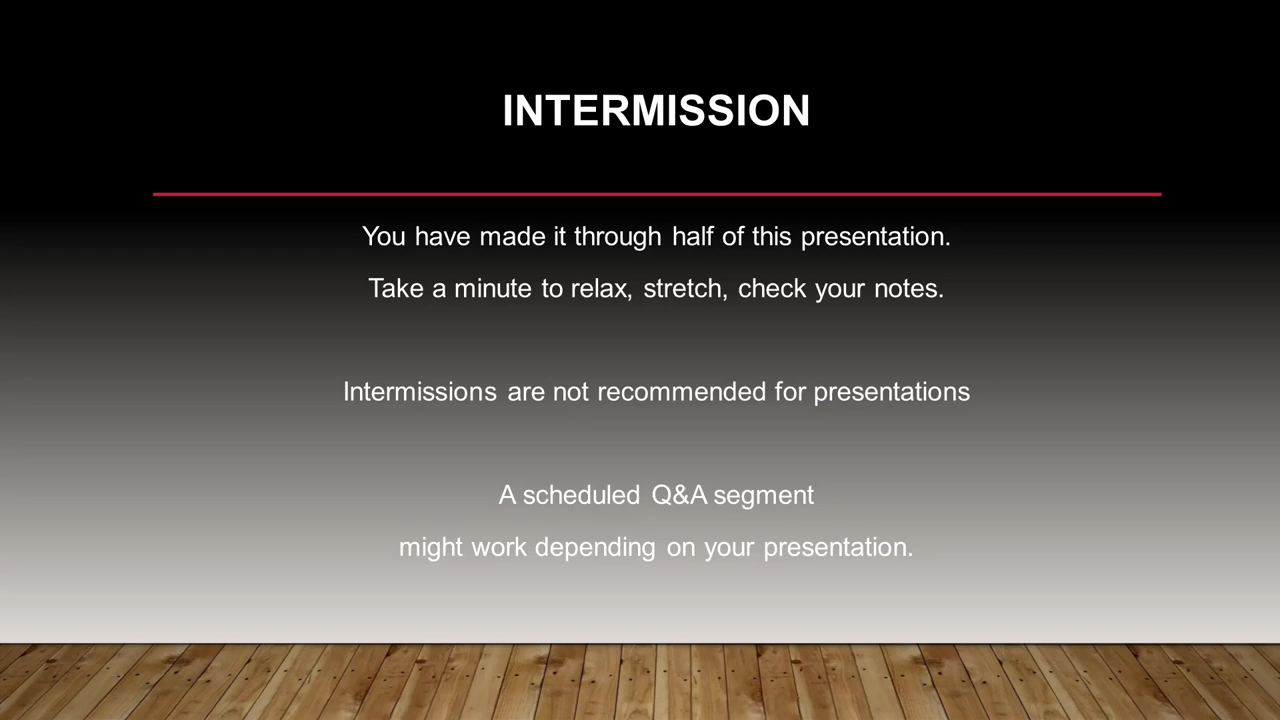 INTERMISSION
You have made it through half of this presentation.
Take a minute to relax, stretch, check your notes.
Intermissions are not recommended for presentations
A scheduled Q&A segment
might work depending on your presentation.